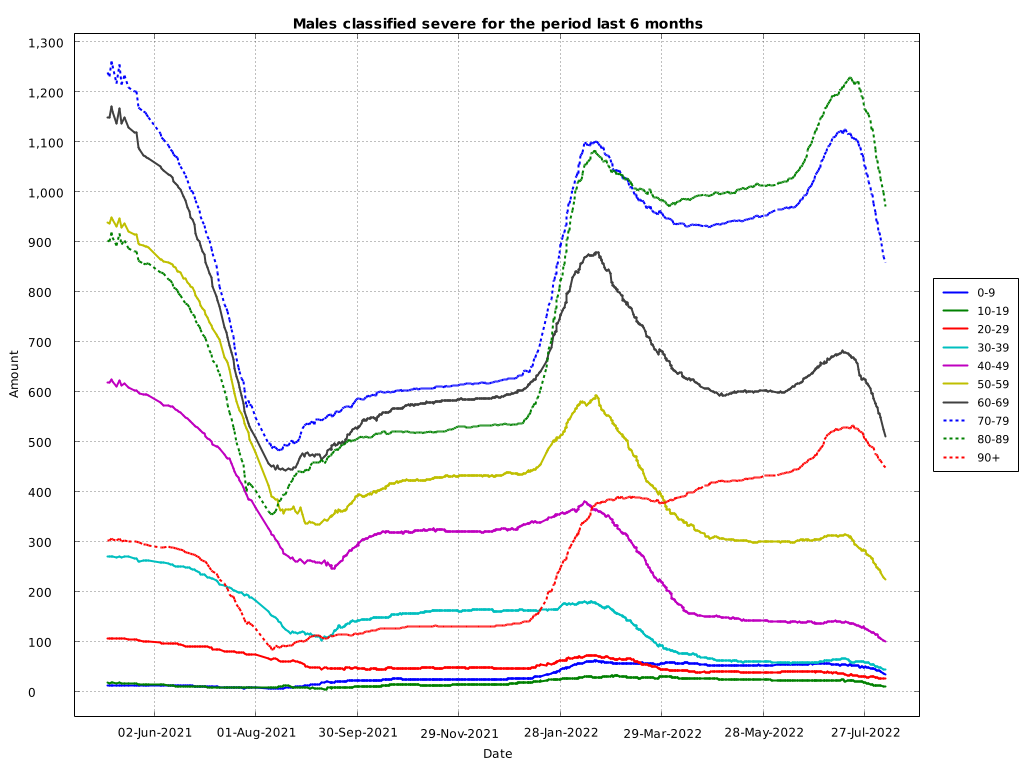 Males classified severe for the period last 6 months
1,300
1,200
1,100
1,000
900
800
700
600
500
400
300
200
100
0
Amount
02-Jun-2021
01-Aug-2021
30-Sep-2021
29-Nov-2021
28-Jan-2022
29-Mar-2022
28-May-2022
27-Jul-2022
Date
0-9
10-19
20-29
30-39
40-49
50-59
60-69
70-79
80-89
90+